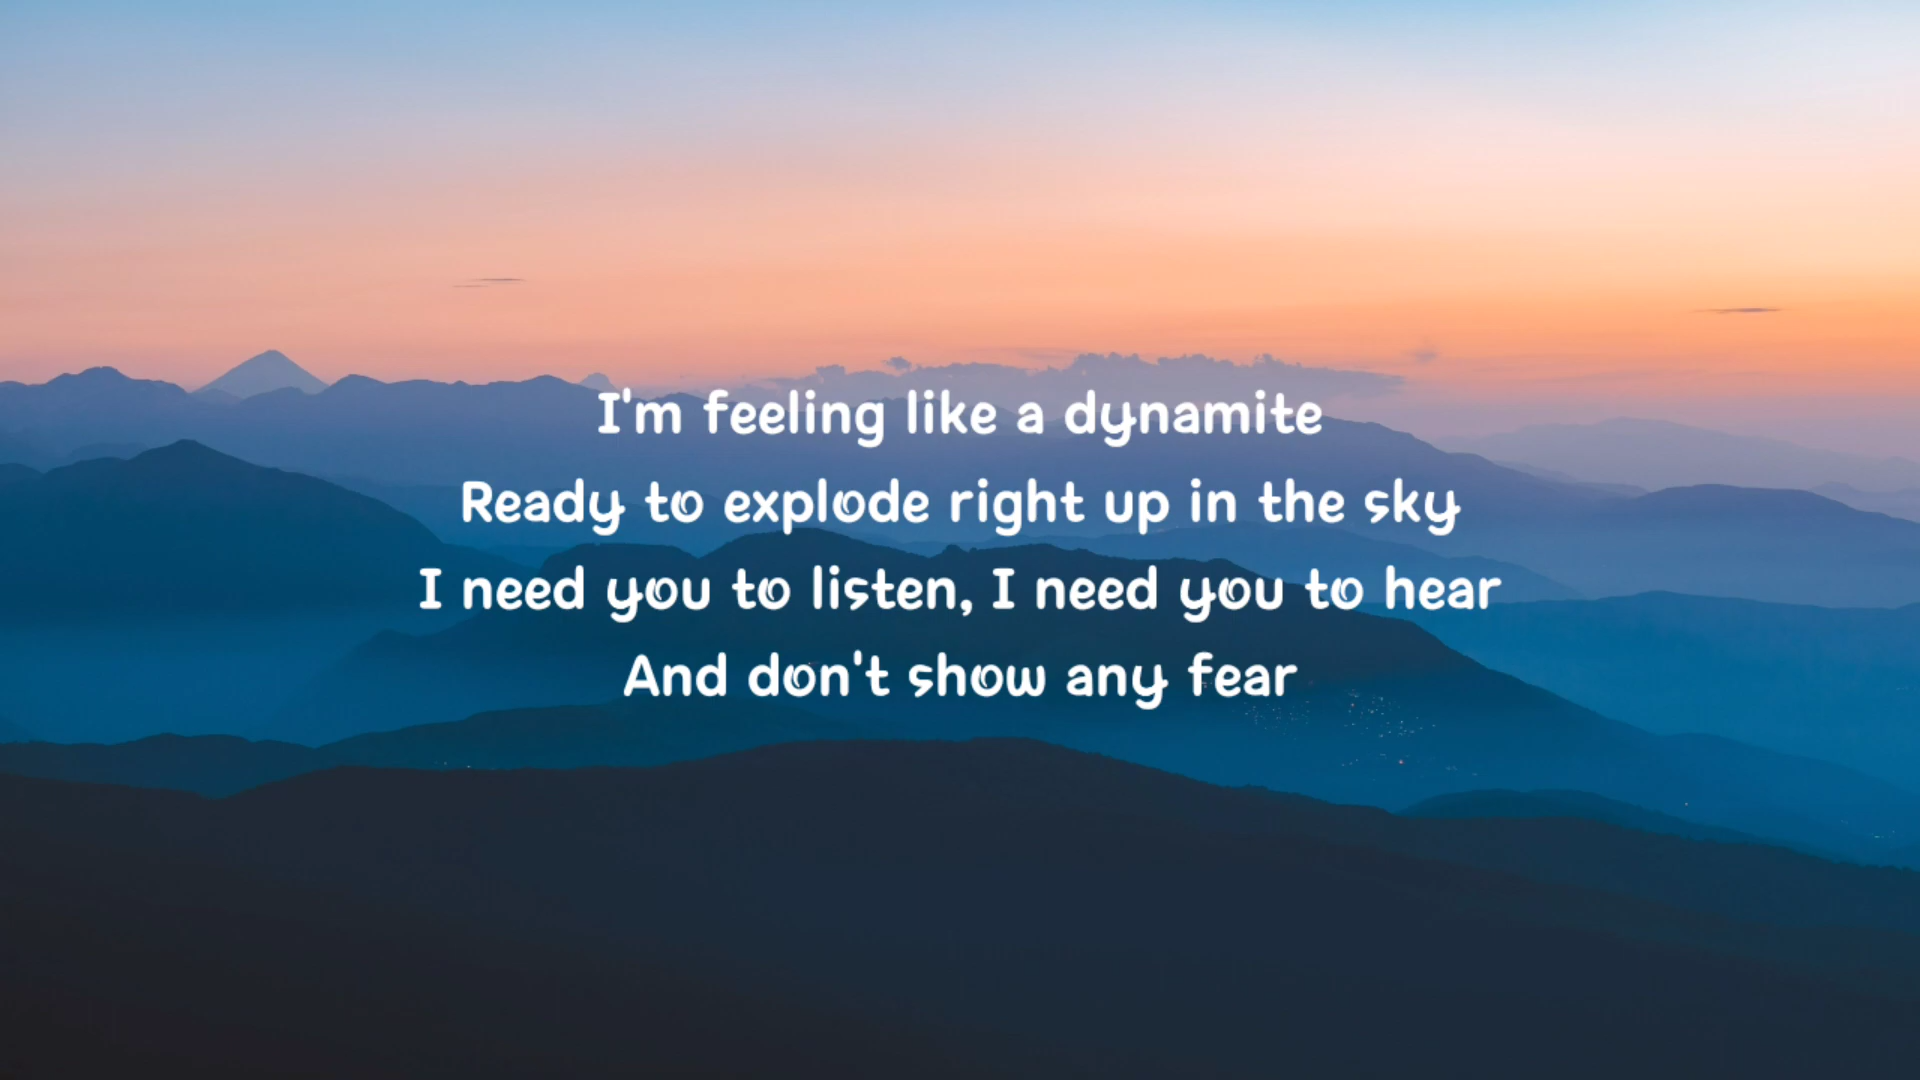 I'm feeling like a dynamite
Ready to explode right up in the sky
I need you to listen, I need you to hear
And don't show any fear